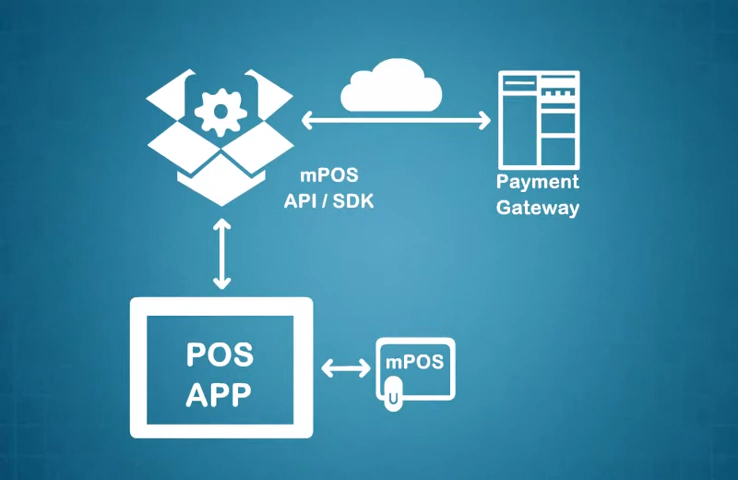 mPOS
API / SDK
Payment
Gateway
POS
APP
mPOS
U